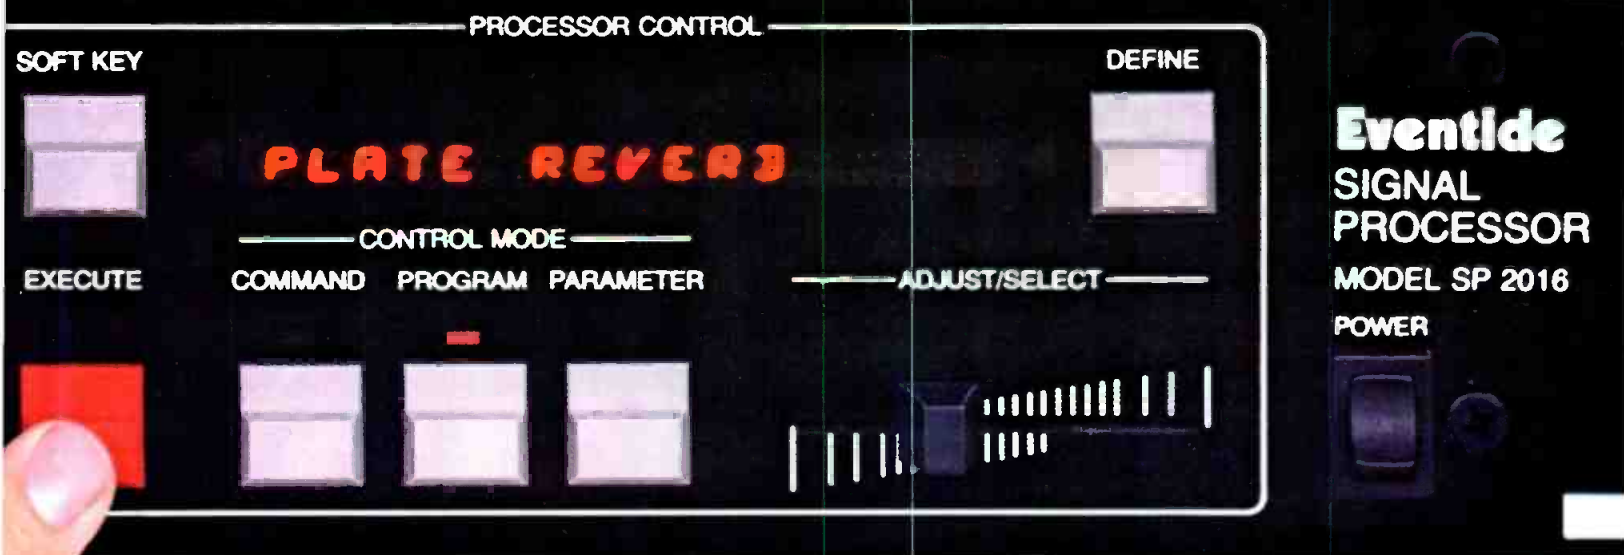 PROCESSOR CONTROL
SOFT KEY
DEFINE
PLATE REVERB
Eventide
SIGNAL
PROCESSOR
MODEL SP 2016
POWER
CONTROL MODE
EXECUTE
COMMAND
PROGRAM
PARAMETER
ADJUST/SELECT